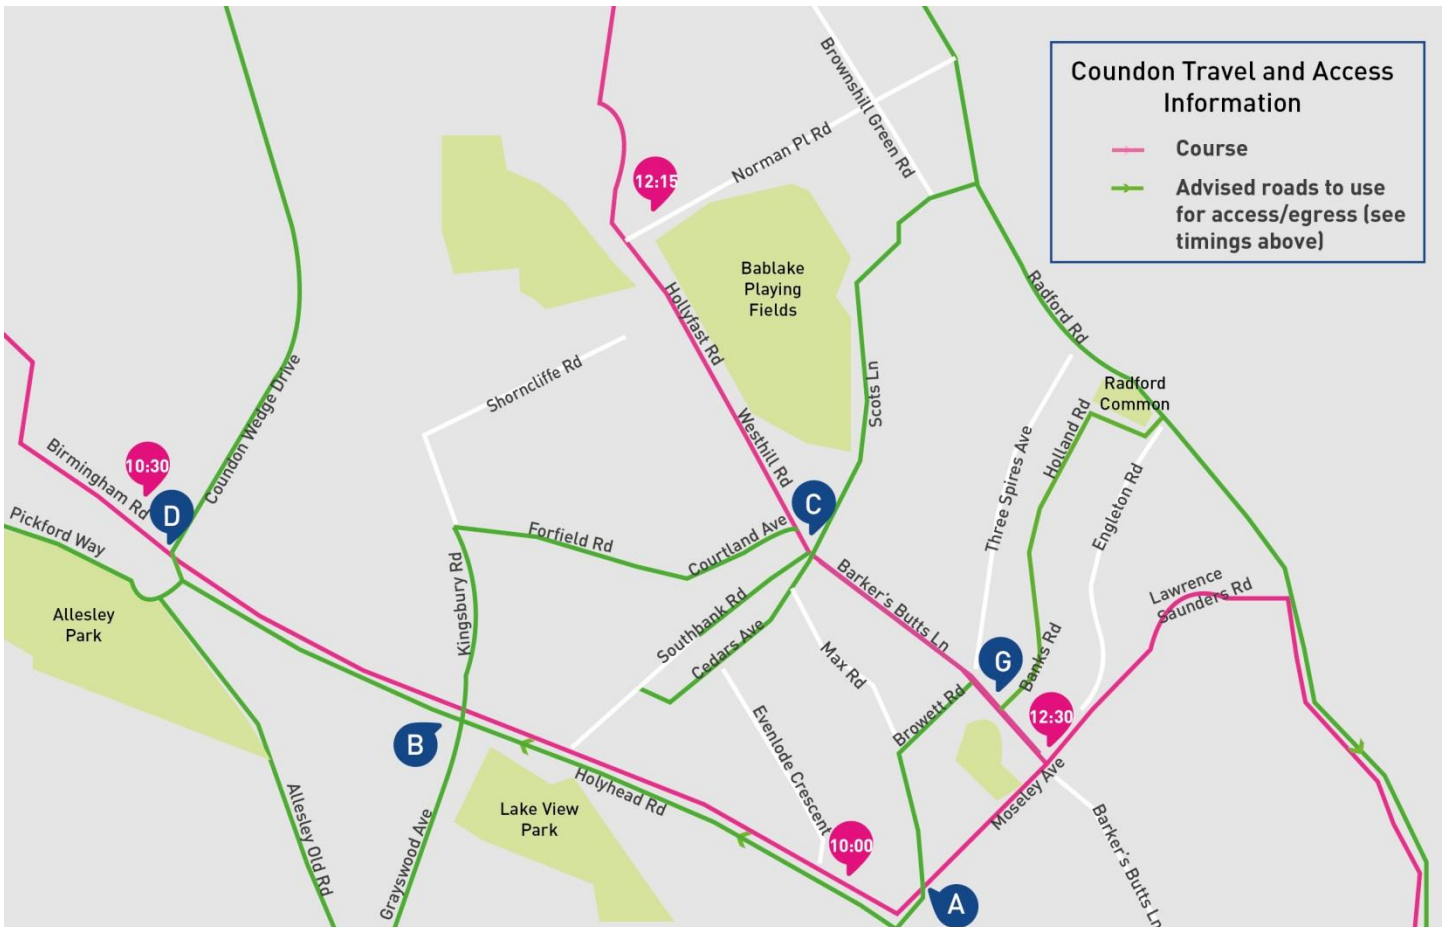 Coundon Travel and Access
Information
Course
Advised roads to use
for access/egress (see
timings above)
Brownshill Green Rd
Norman Pl Rd
12:15
Bablake
Playing
Fields
Hollyfast Rd
Radford Rd
Shorncliffe Rd
Scots Ln
Radford
Common
Coundon Wedge Drive
Westhill Rd
Holland Rd
Three Spires Ave
Engleton Rd
Birmingham Rd
10:30
D
C
Pickford Way
Forfield Rd
Courtland Ave
Barker's Butts Ln
Lawrence
Saunders Rd
Allesley
Park
Kingsbury Rd
Southbank Rd
Cedars Ave
Max Rd
G
Banks Rd
Browett Rd
12:30
B
Evenlode Crescent
Holyhead Rd
Moseley Ave
Lake View
Park
Allesley Old Rd
Grayswood Ave
10:00
Barker's Butts Ln
A